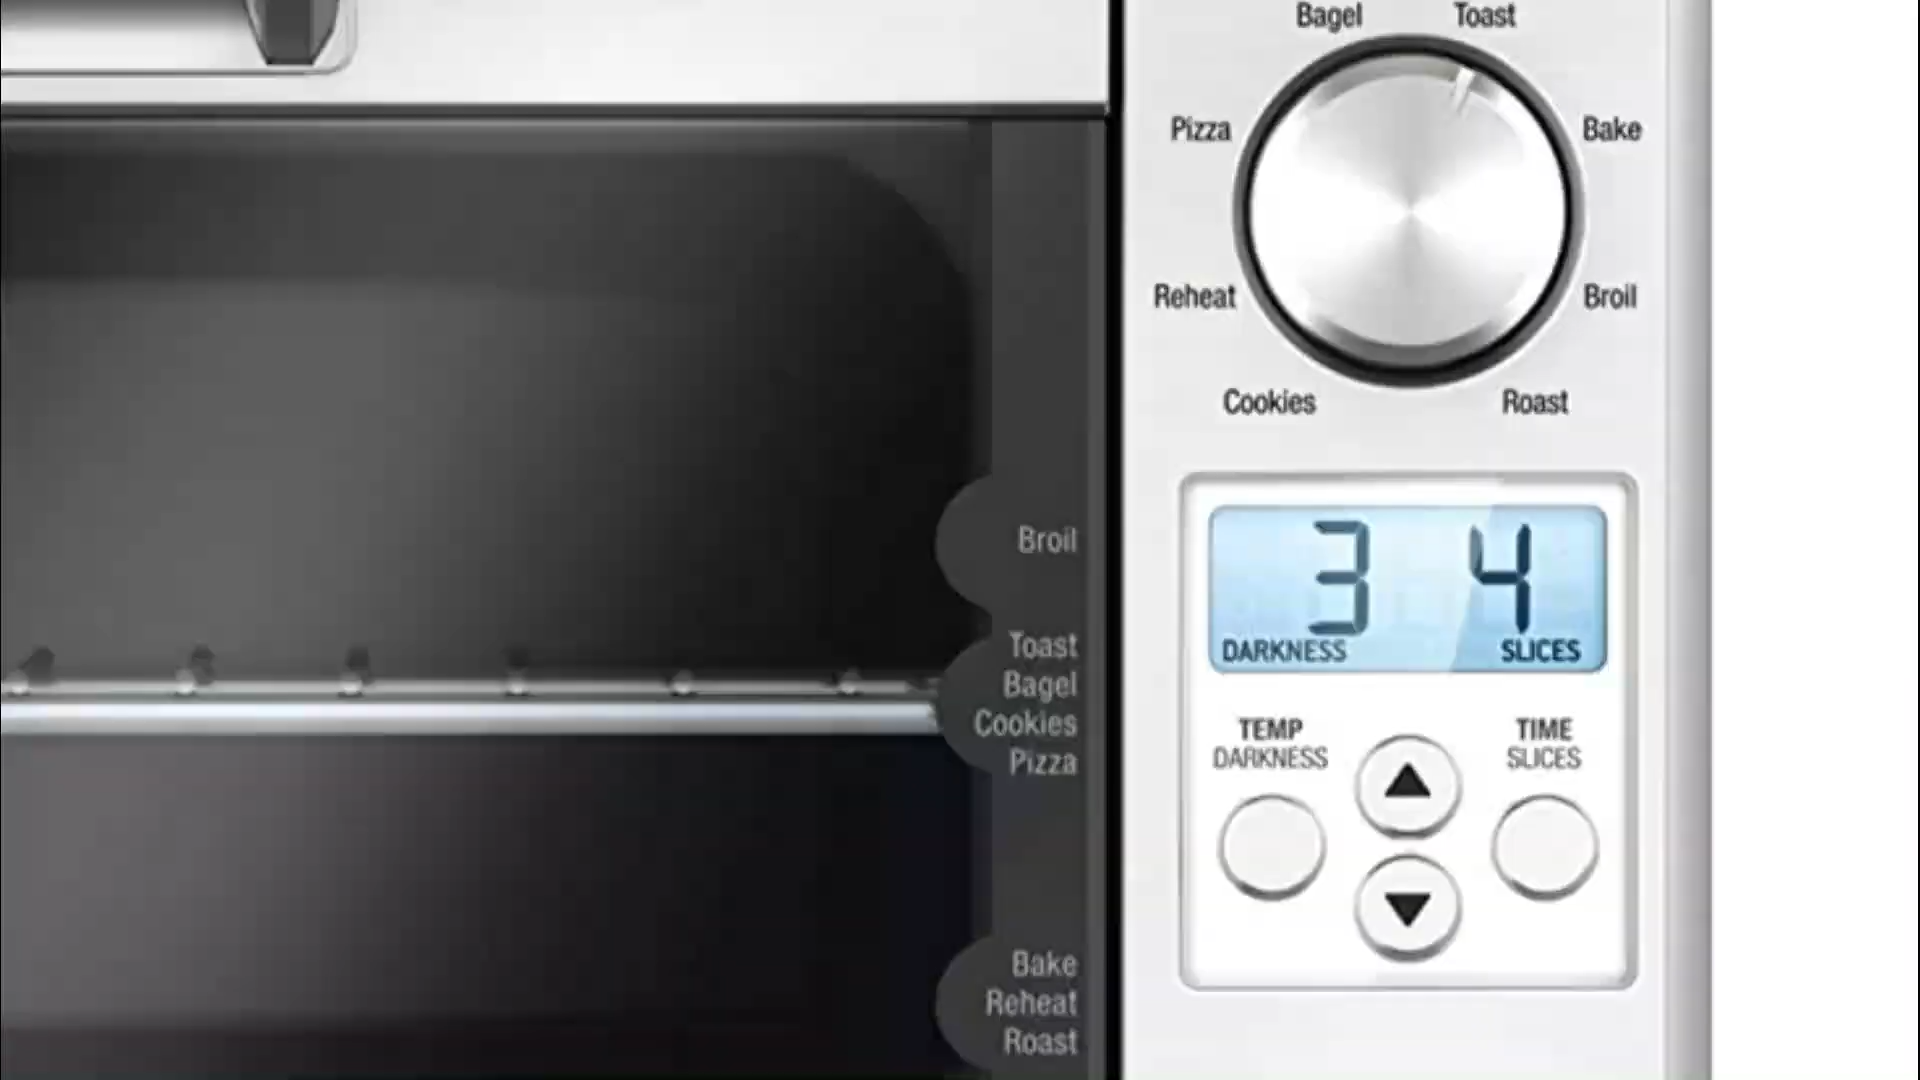 Bagel Toast
Pizza Bake
Reheat Broil
Cookies Roast
3 4
DARKNESS SLICES
TEMP
DARKNESS
TIME
SLICES
Broil
Toast
Bagel
Cookies
Pizza
Bake
Reheat
Roast